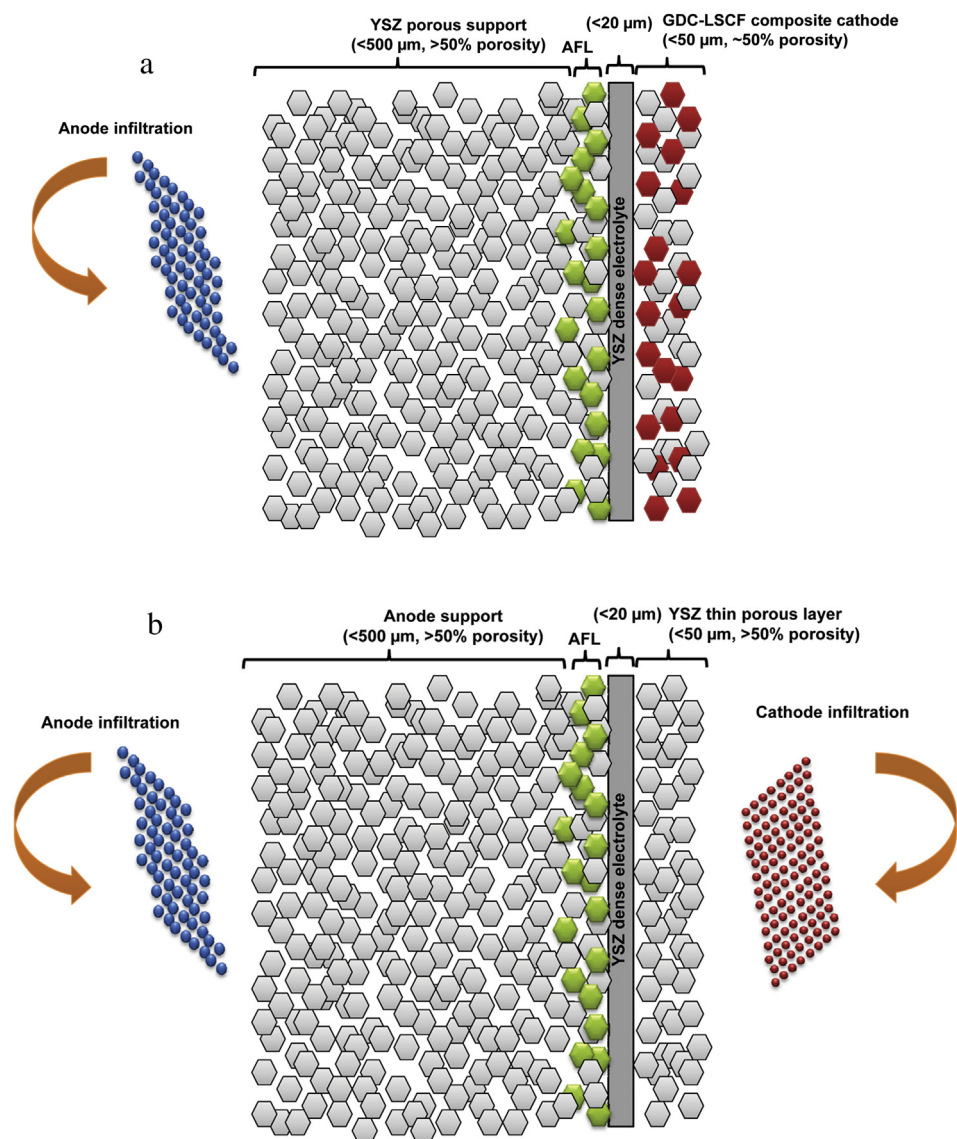 a
YSZ porous support
(<500 µm, >50% porosity)
AFL
(<20 µm)
GDC-LSCF composite cathode
(<50 µm, ~50% porosity)
Anode infiltration
YSZ dense electrolyte
b
Anode support
(<500 µm, >50% porosity)
AFL
(<20 µm)
YSZ thin porous layer
(<50 µm, >50% porosity)
Anode infiltration
YSZ dense electrolyte
Cathode infiltration